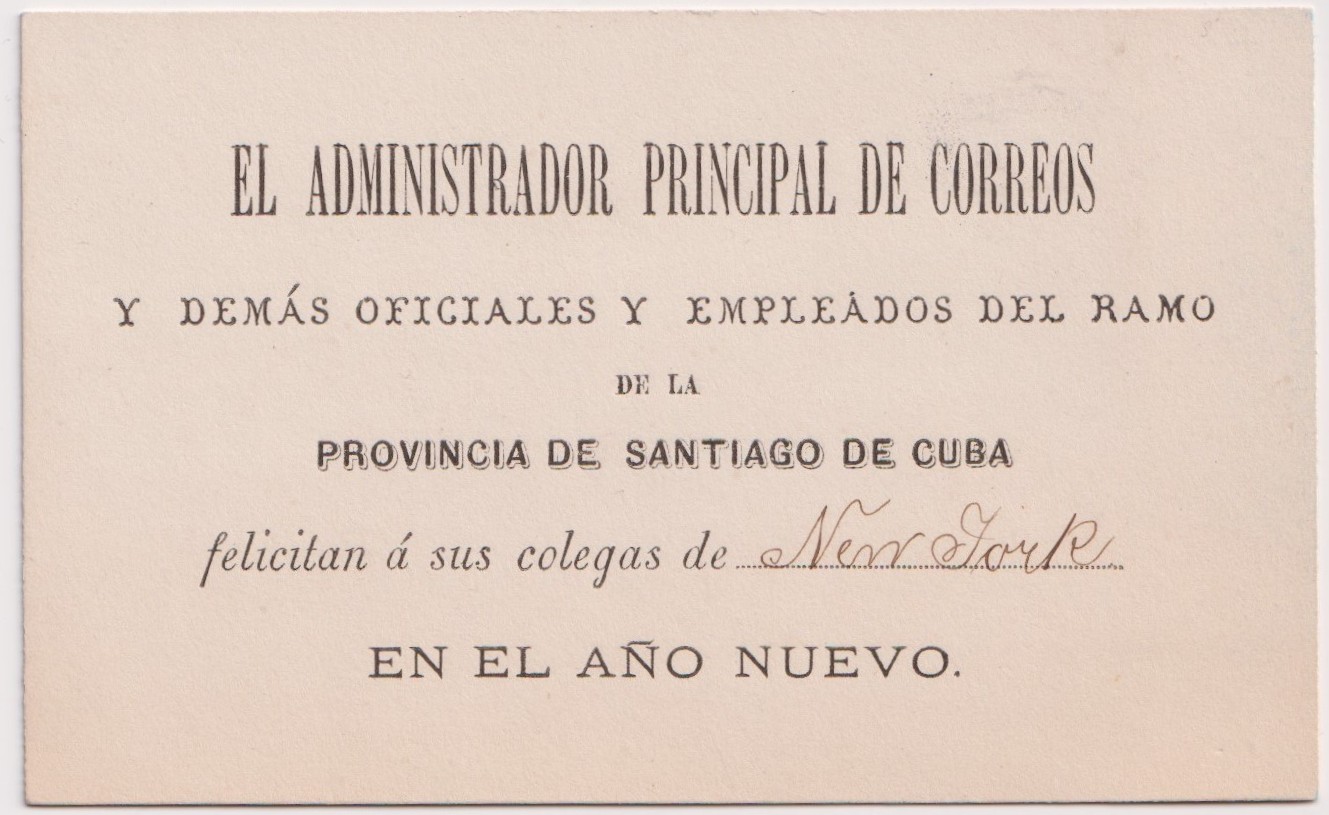 EL ADMINISTRADOR PRINCIPAL DE CORREOS
Y DEMÁS OFICIALES Y EMPLEADOS DEL RAMO
DE LA
PROVINCIA DE SANTIAGO DE CUBA
felicitan á sus colegas de New York.
EN EL AÑO NUEVO.